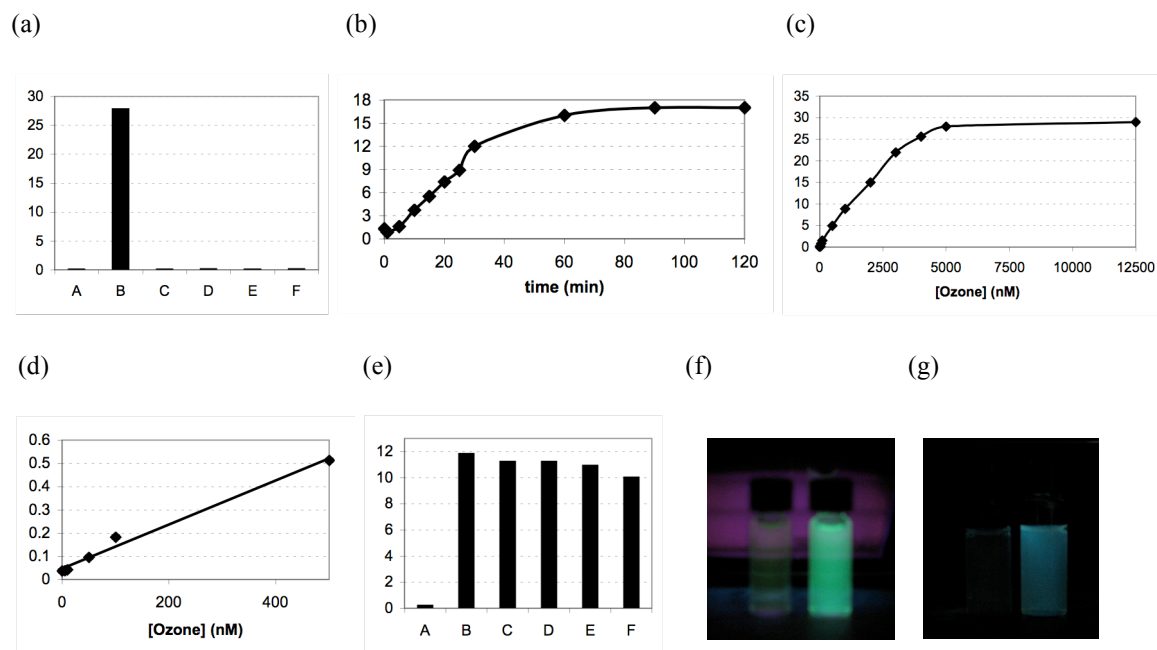 (a)
(b)
(c)
30
25
20
15
10
5
0
A B C D E F
18
15
12
9
6
3
0
0 20 40 60 80 100 120
time (min)
35
30
25
20
15
10
5
0
0 2500 5000 7500 10000 12500
[Ozone] (nM)
(d)
(e)
(f)
(g)
0.6
0.5
0.4
0.3
0.2
0.1
0
0 200 400
[Ozone] (nM)
12
10
8
6
4
2
0
A B C D E F